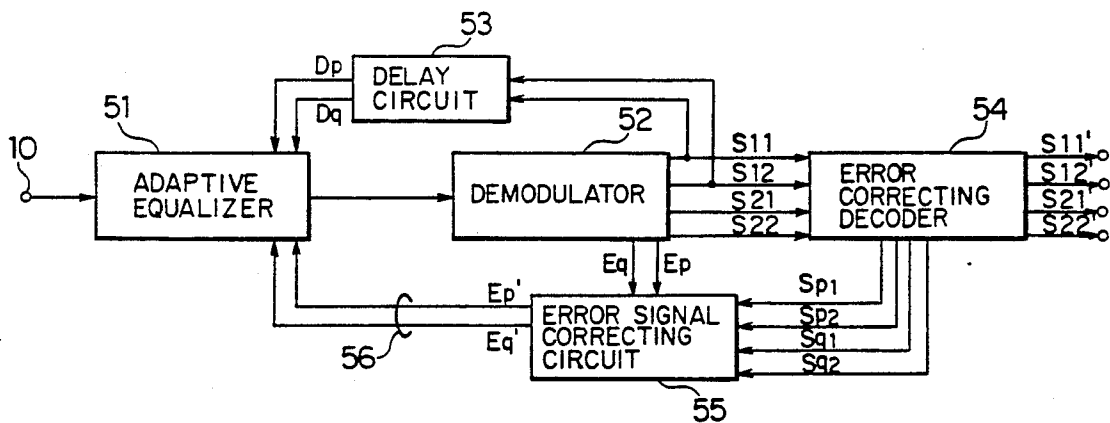 53
Dp
DELAY
CIRCUIT
Dq
51
52
54
10
ADAPTIVE
EQUALIZER
DEMODULATOR
S11
S12
S21
S22
ERROR
CORRECTING
DECODER
S11'
S12'
S21'
S22'
Eq
Ep
Ep'
Eq'
56
ERROR SIGNAL
CORRECTING
CIRCUIT
55
Sp1
Sp2
Sq1
Sq2